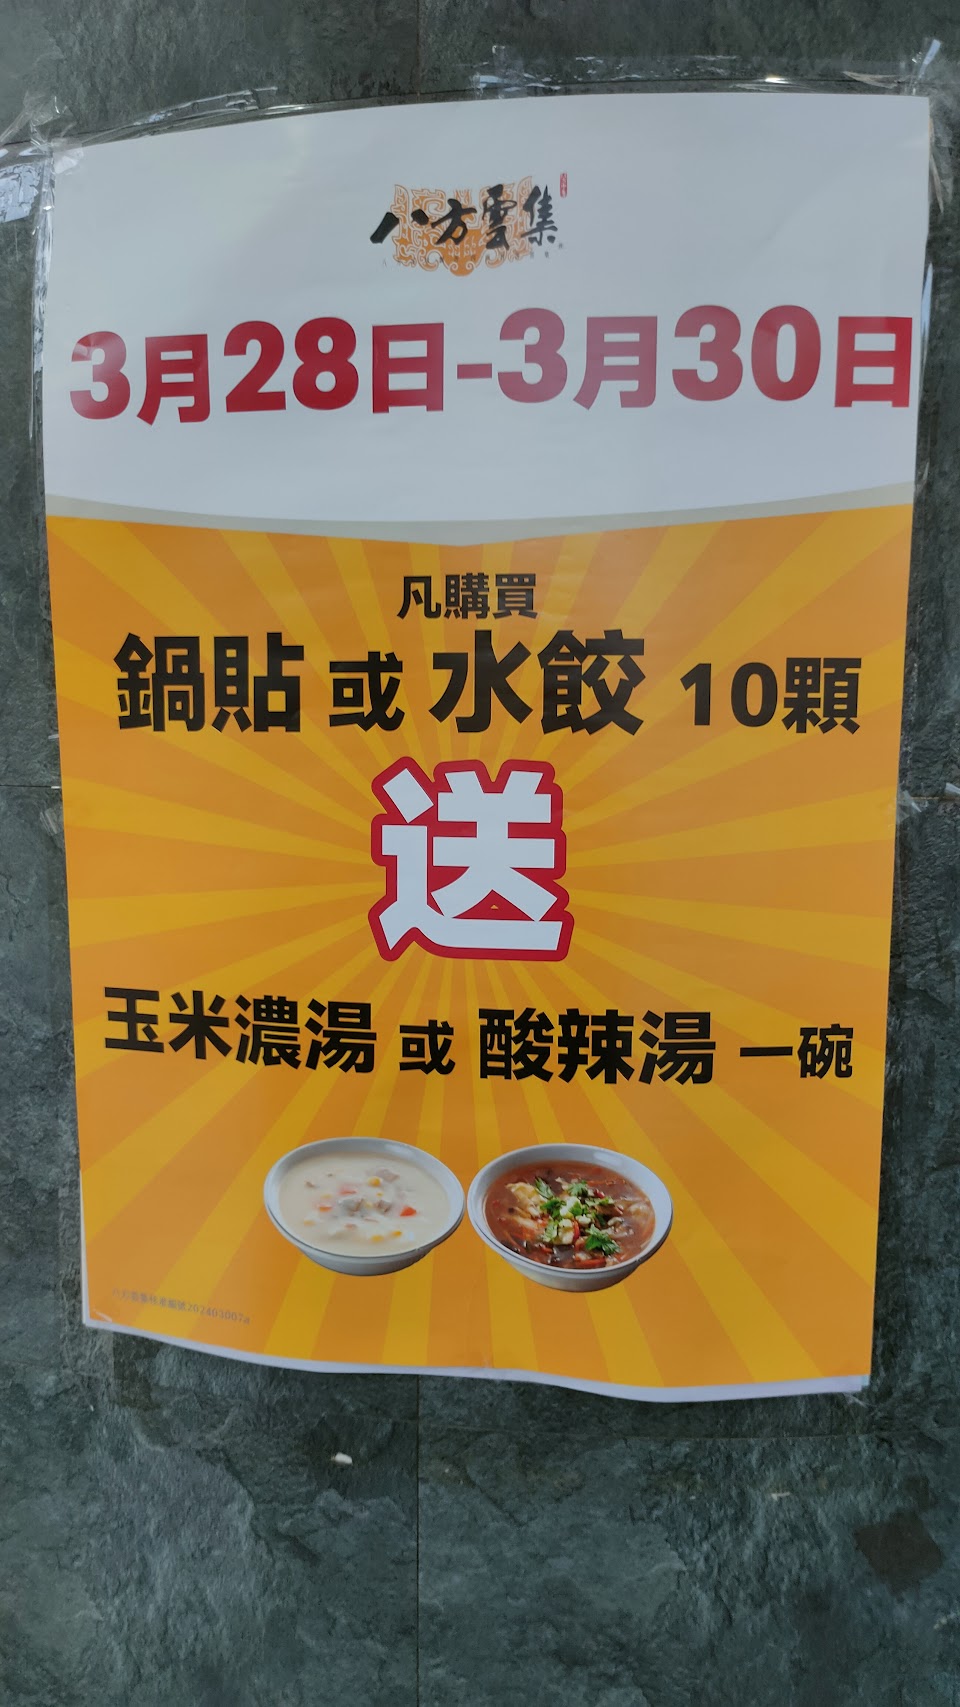 八方雲集
3月28日-3月30日
凡購買
鍋貼 或 水餃 10顆
送
玉米濃湯 或 酸辣湯 一碗